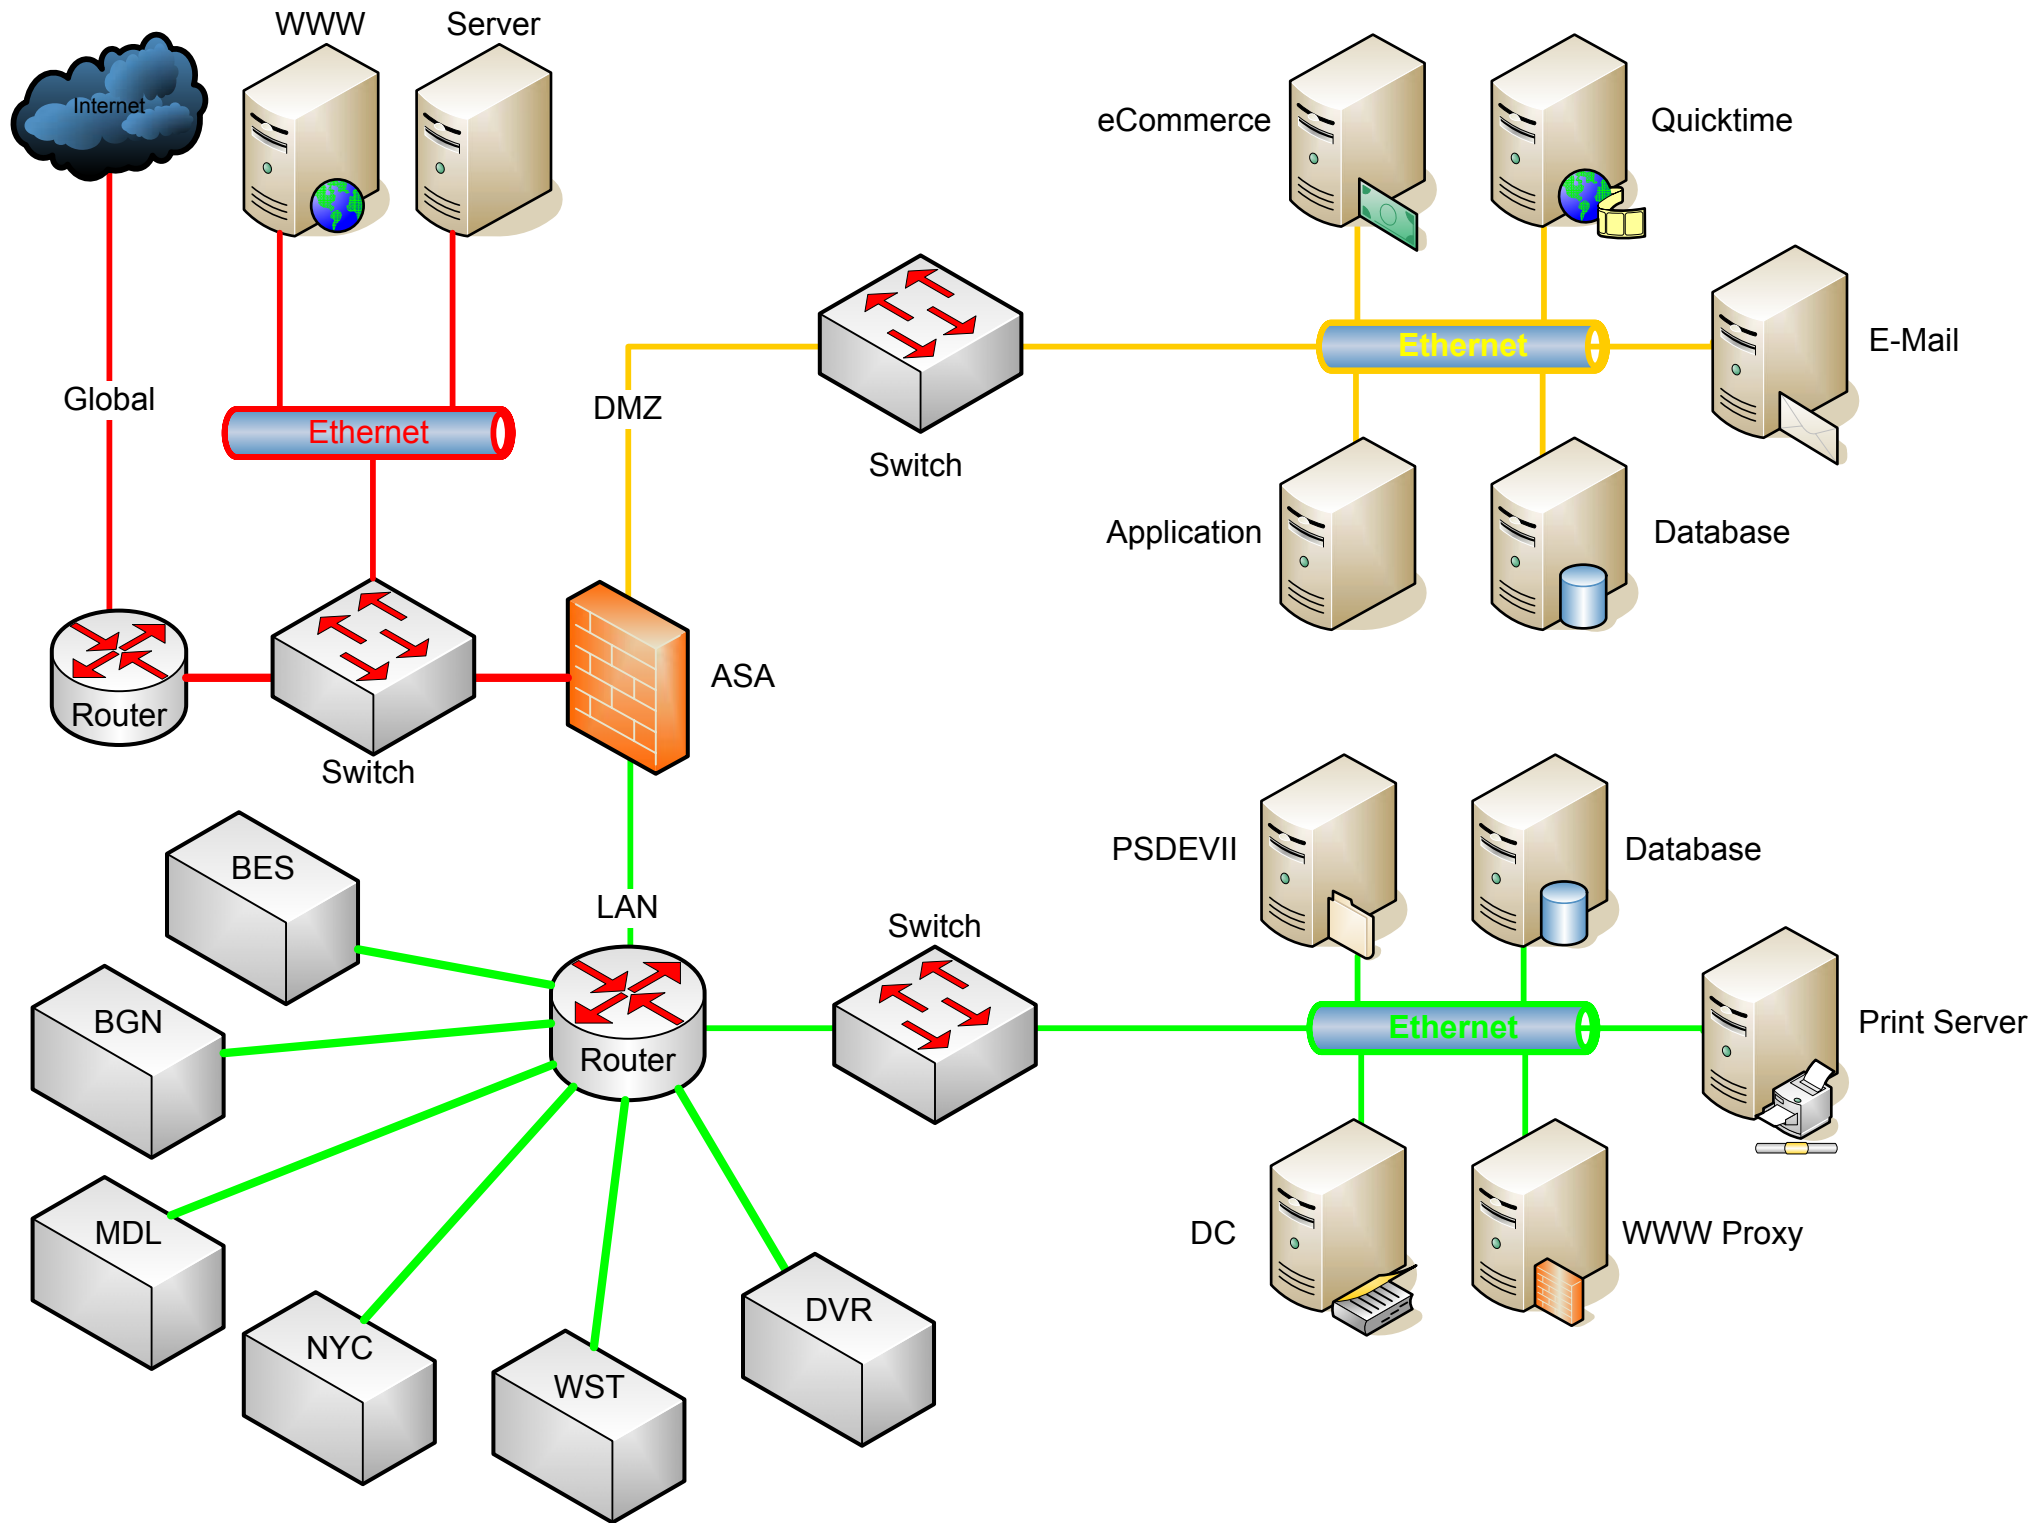 WWW
Server
Internet
eCommerce
Quicktime
Ethernet
E-Mail
Global
DMZ
Ethernet
Switch
Application
Database
ASA
Router
Switch
PSDEVII
Database
BES
LAN
Switch
BGN
Router
Ethernet
Print Server
MDL
DC
WWW Proxy
NYC
WST
DVR